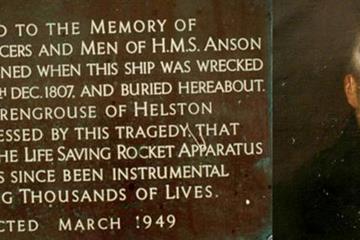 D TO THE MEMORY OF
CERS AND MEN OF H.M.S. ANSON
NED WHEN THIS SHIP WAS WRECKED
TH DEC. 1807, AND BURIED HEREABOUT.
RENGROUSE OF HELSTON
ESSED BY THIS TRAGEDY, THAT
HE LIFE SAVING ROCKET APPARATUS
S SINCE BEEN INSTRUMENTAL
G THOUSANDS OF LIVES.
CTED MARCH 1949